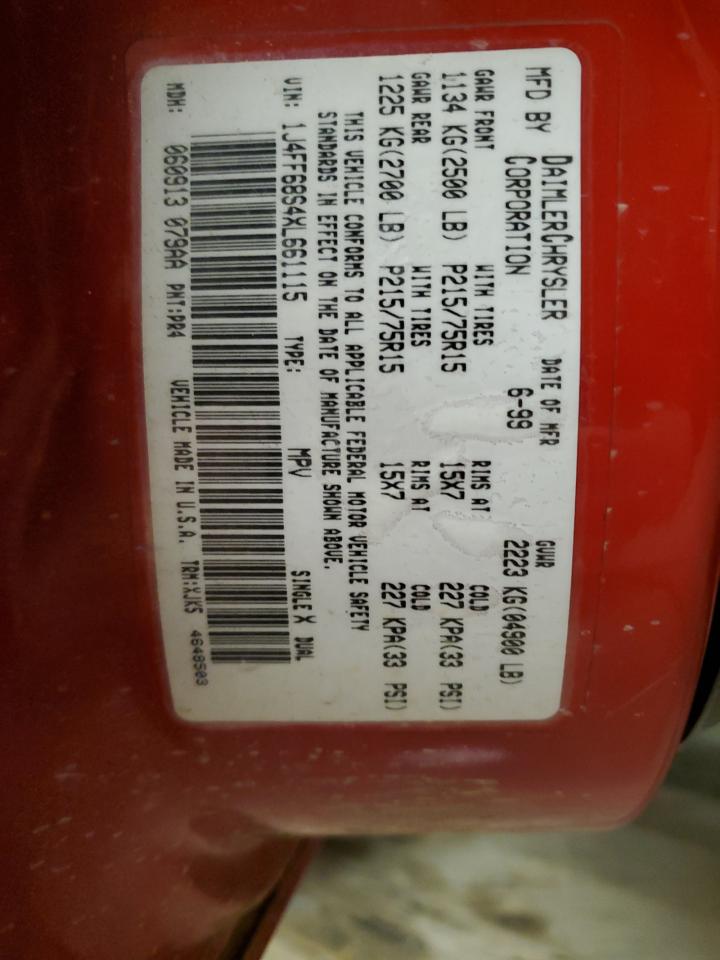 MFD BY DAIMLERCHRYSLER CORPORATION DATE OF MFR 6-99 GVWR 2223 KG(04900 LB)
GAWR FRONT WITH TIRES RIMS AT COLD
1134 KG(2500 LB) P215/75R15 15X7 227 KPA(33 PSI)
GAWR REAR WITH TIRES RIMS AT COLD
1225 KG(2700 LB) P215/75R15 15X7 227 KPA(33 PSI)
THIS VEHICLE CONFORMS TO ALL APPLICABLE FEDERAL MOTOR VEHICLE SAFETY
STANDARDS IN EFFECT ON THE DATE OF MANUFACTURE SHOWN ABOVE.
VIN: 1J4FF68S4XL661115 TYPE: MPV SINGLE X DUAL
MDH: 060913 079AA PNT:PR4 VEHICLE MADE IN U.S.A. TRM:XJK5 4648503